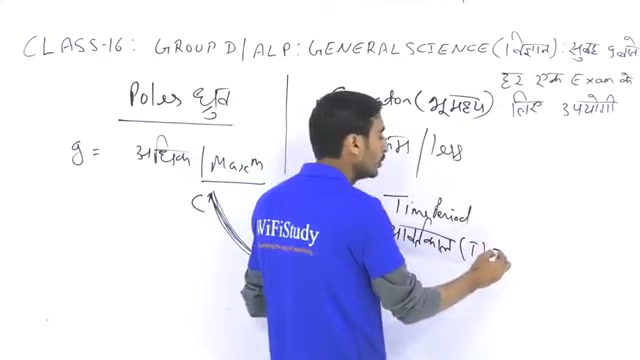 CLASS-16: GROUP D/ALP: GENERAL SCIENCE (विज्ञान): सुबह 9 बजे
हर एक Exam के
लिए उपयोगी
Poles ध्रुव
(भूमध्य)
g = अधिक/Maxm
/less
Time Period
आवर्तकाल (T)
WiFiStudy